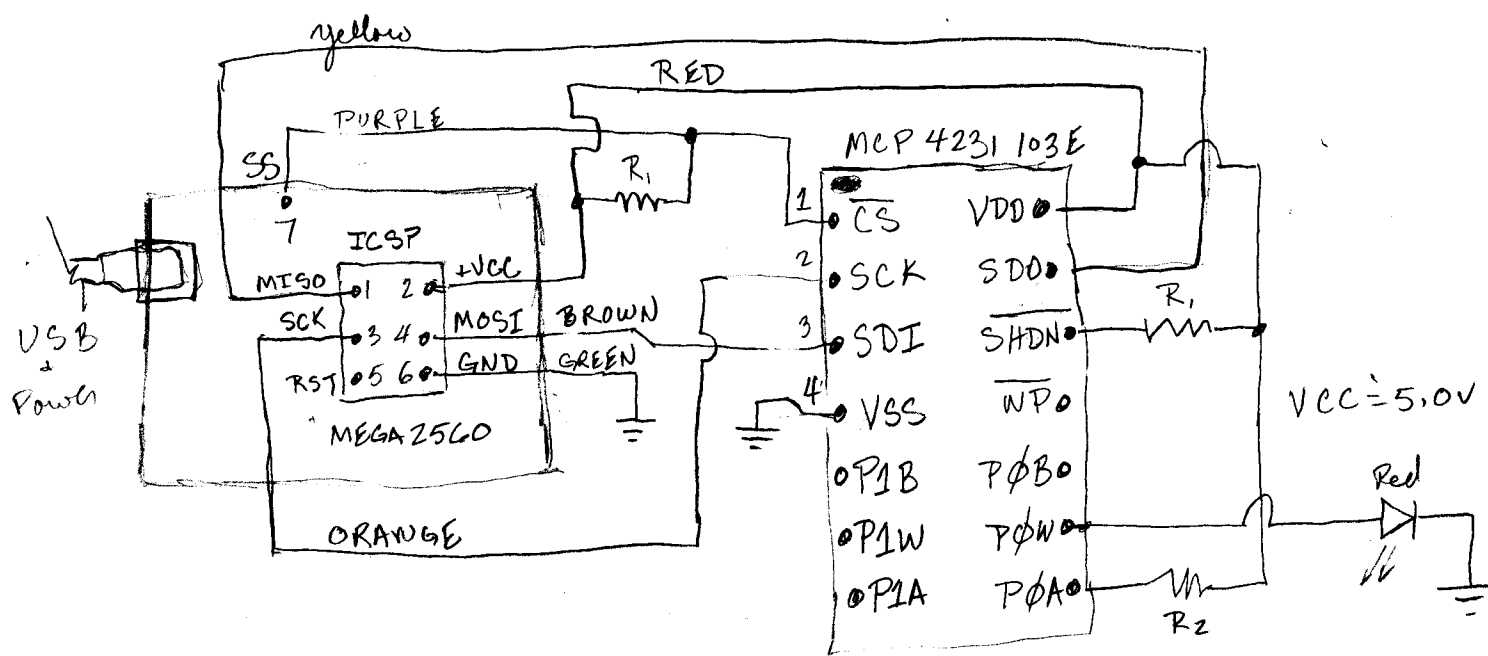 yellow
RED
PURPLE
MCP 4231 103E
SS
R1
7
ICSP
1 CS VDD
MISO 1 2 +VCC
2 SCK SDO
SCK 3 4 MOSI BROWN
3 SDI SHDN R1
RST 5 6 GND GREEN
USB
&
Power
4 VSS WP
VCC = 5.0V
MEGA2560
P1B PØB
Red
ORANGE
P1W PØW
P1A PØA
R2